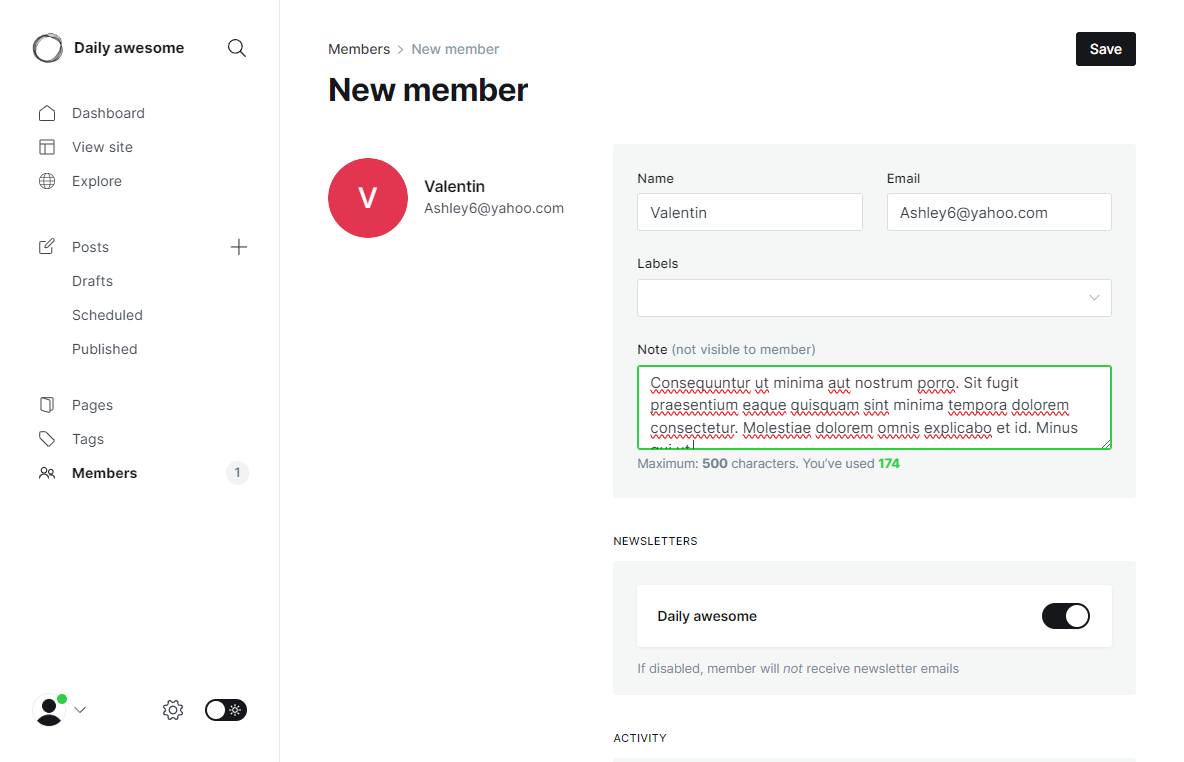 Daily awesome
Dashboard
View site
Explore
Posts
Drafts
Scheduled
Published
Pages
Tags
Members 1
Members > New member
Save
New member
V
Valentin
Ashley6@yahoo.com
Name Email
Valentin Ashley6@yahoo.com
Labels
Note (not visible to member)
Consequuntur ut minima aut nostrum porro. Sit fugit
praesentium eaque quisquam sint minima tempora dolorem
consectetur. Molestiae dolorem omnis explicabo et id. Minus
qui ut
Maximum: 500 characters. You've used 174
NEWSLETTERS
Daily awesome
If disabled, member will not receive newsletter emails
ACTIVITY